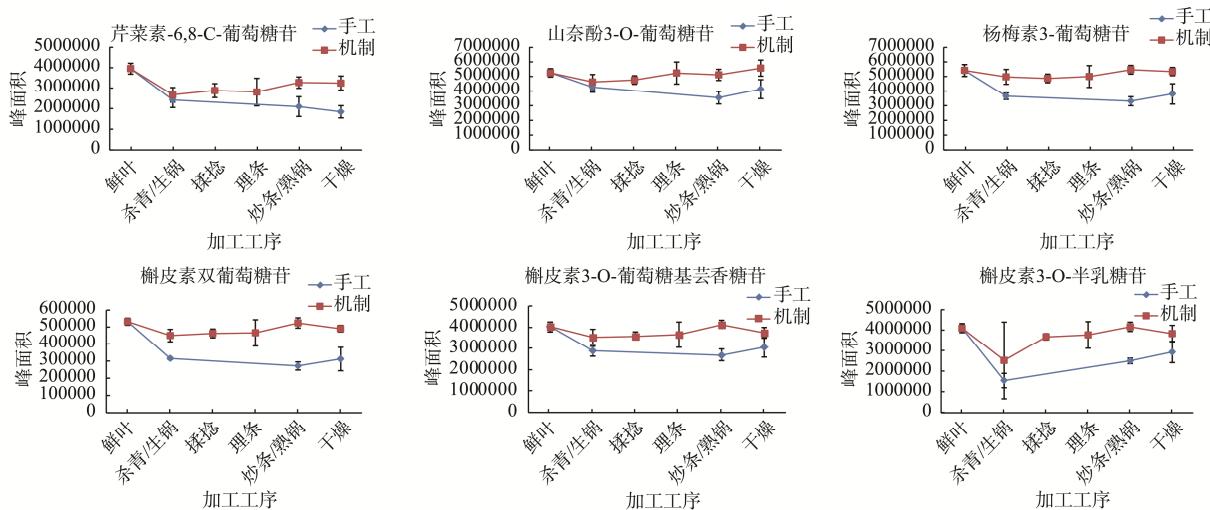 芹菜素-6,8-C-葡萄糖苷
手工
机制
5000000
4000000
3000000
2000000
1000000
0
峰面积
鲜叶
杀青/生锅
揉捻
理条
炒条/熟锅
干燥
加工工序
山奈酚3-O-葡萄糖苷
手工
机制
7000000
6000000
5000000
4000000
3000000
2000000
1000000
0
峰面积
鲜叶
杀青/生锅
揉捻
理条
炒条/熟锅
干燥
加工工序
杨梅素3-葡萄糖苷
手工
机制
7000000
6000000
5000000
4000000
3000000
2000000
1000000
0
峰面积
鲜叶
杀青/生锅
揉捻
理条
炒条/熟锅
干燥
加工工序
槲皮素双葡萄糖苷
手工
机制
600000
500000
400000
300000
200000
100000
0
峰面积
鲜叶
杀青/生锅
揉捻
理条
炒条/熟锅
干燥
加工工序
槲皮素3-O-葡萄糖基芸香糖苷
手工
机制
5000000
4000000
3000000
2000000
1000000
0
峰面积
鲜叶
杀青/生锅
揉捻
理条
炒条/熟锅
干燥
加工工序
槲皮素3-O-半乳糖苷
手工
机制
5000000
4000000
3000000
2000000
1000000
0
峰面积
鲜叶
杀青/生锅
揉捻
理条
炒条/熟锅
干燥
加工工序